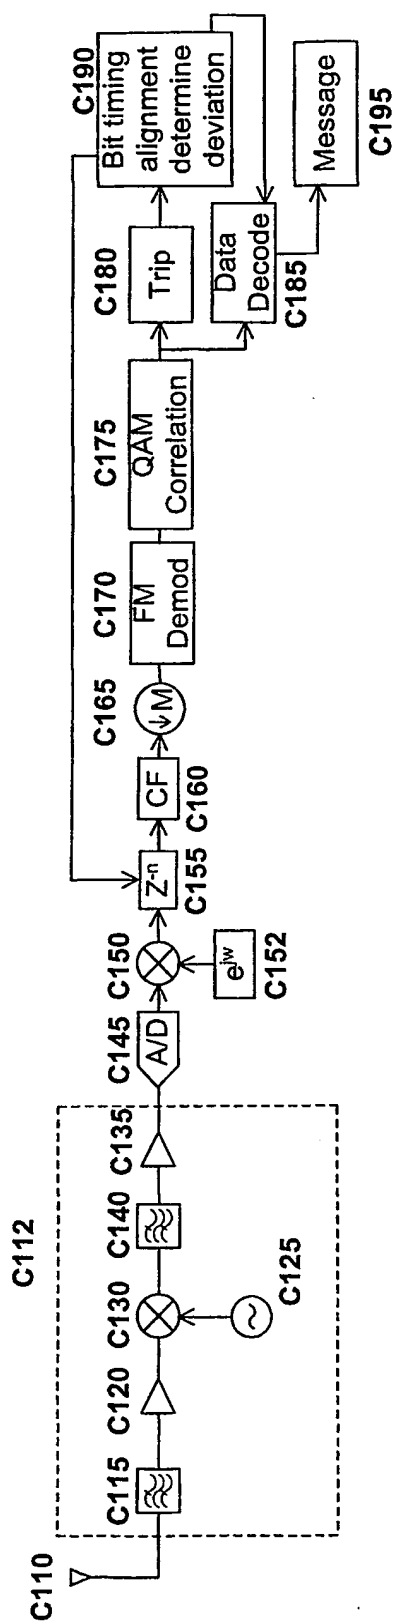 C110
C112
C115
C120
C130
C125
C140
C135
C145
A/D
C150
e^jw
C152
Z^-n
C155
CF
C160
C165
↓M
C170
FM
Demod
C175
QAM
Correlation
C180
Trip
C190
Bit timing
alignment
determine
deviation
Data
Decode
C185
Message
C195